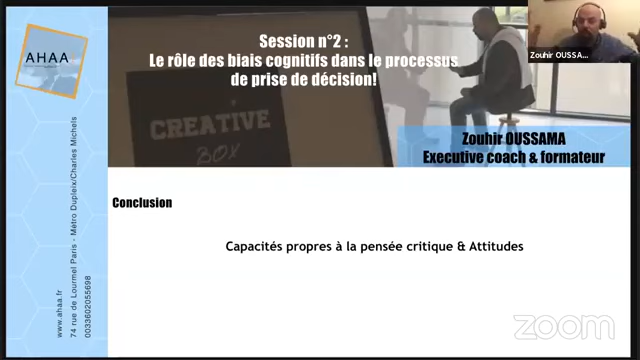 AHAA
Session n°2 :
Le rôle des biais cognitifs dans le processus
de prise de décision!
CREATIVE
BOX
Zouhir OUSSAMA
Executive coach & formateur
Zouhir OUSSA...
Conclusion
Capacités propres à la pensée critique & Attitudes
www.ahaa.fr
74 rue de Lourmel Paris - Métro Dupleix/Charles Michels
0033602055698
zoom